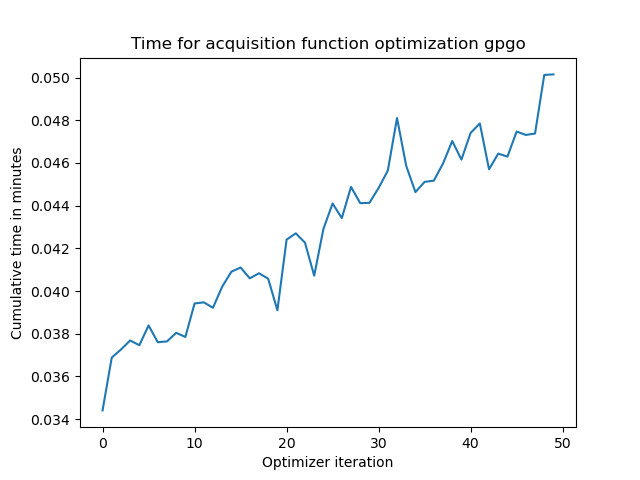 Time for acquisition function optimization gpgo
Cumulative time in minutes
0.050
0.048
0.046
0.044
0.042
0.040
0.038
0.036
0.034
0 10 20 30 40 50
Optimizer iteration